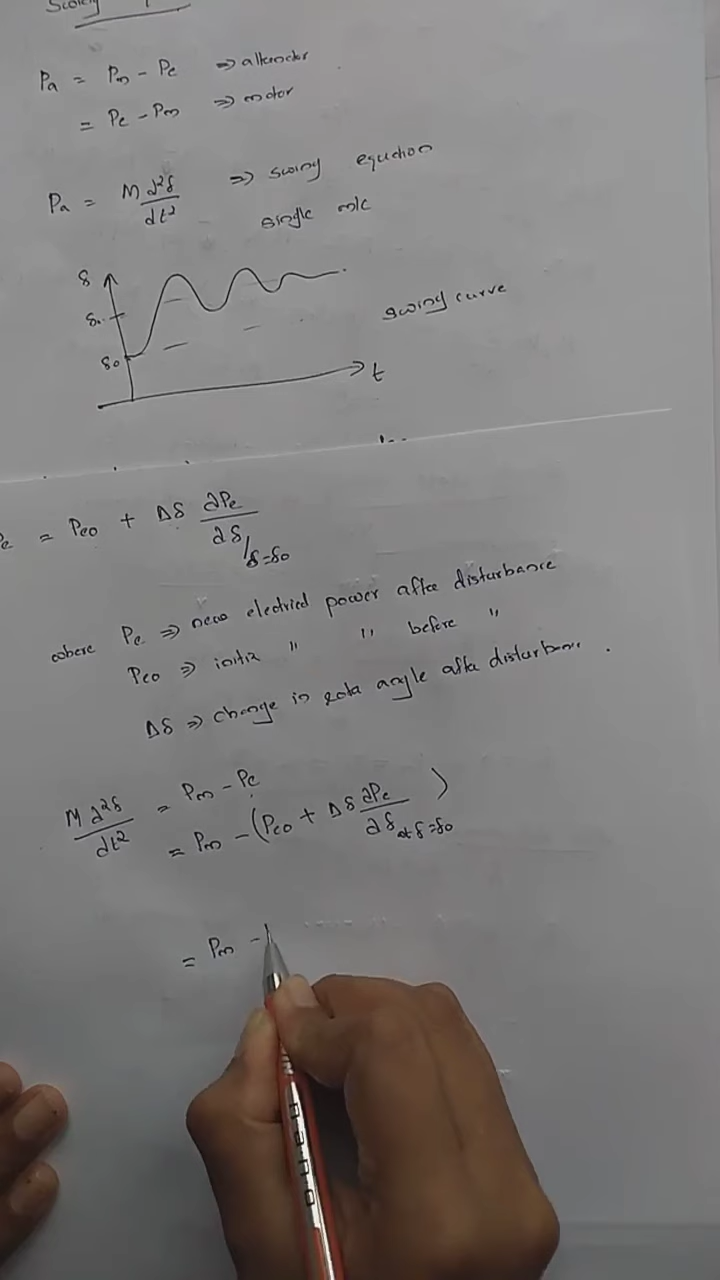 Swing
Pa = Pm - Pe ⇒ alternator
= Pe - Pm ⇒ motor
Pa = M d²δ/dt² ⇒ swing equation
single m/c
δ
δ0
t
swing curve
Pe = Peo + Δδ ∂Pe/∂δ /δ=δ0
where Pe ⇒ new electrical power after disturbance
Peo ⇒ initia " " before "
Δδ ⇒ change in rotor angle after disturbance.
M d²δ/dt² = Pm - Pe
= Pm - (Peo + Δδ ∂Pe/∂δ at δ=δ0)
= Pm -